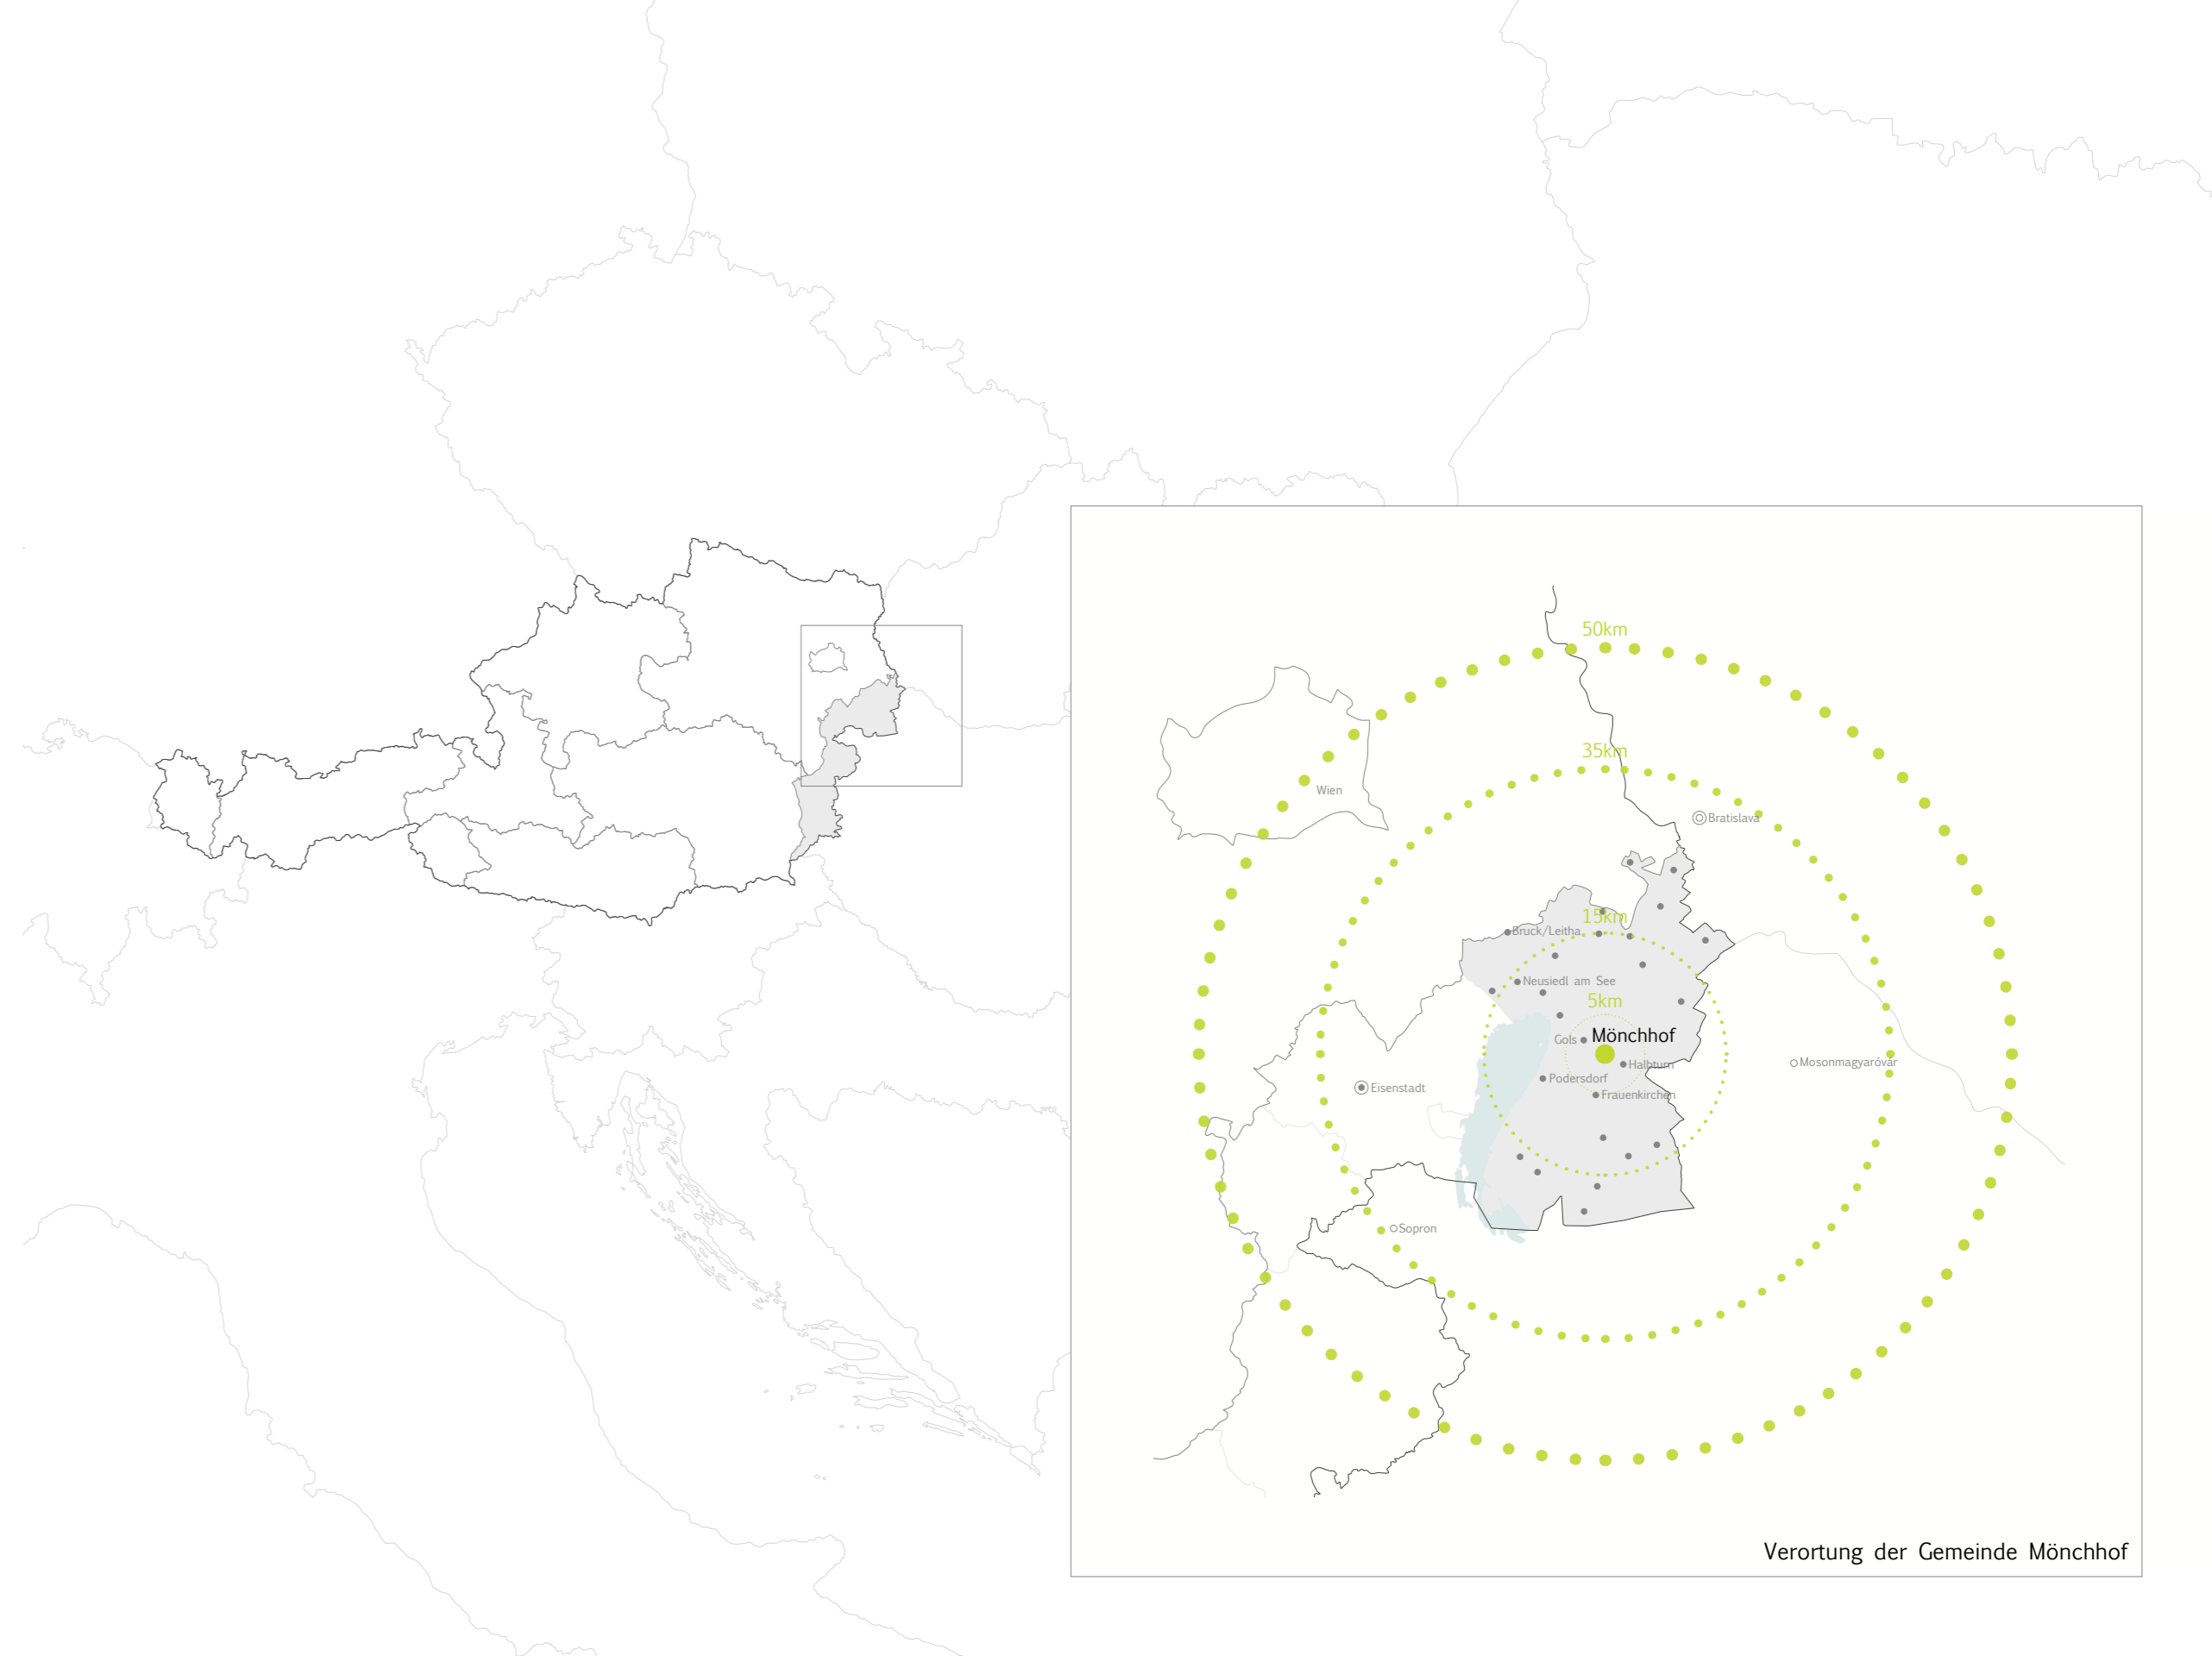 50km
35km
Wien
Bratislava
15km
Bruck/Leitha
Neusiedl am See
5km
Mönchhof
Gols
Halbturn
Mosonmagyaróvár
Podersdorf
Eisenstadt
Frauenkirchen
Sopron
Verortung der Gemeinde Mönchhof